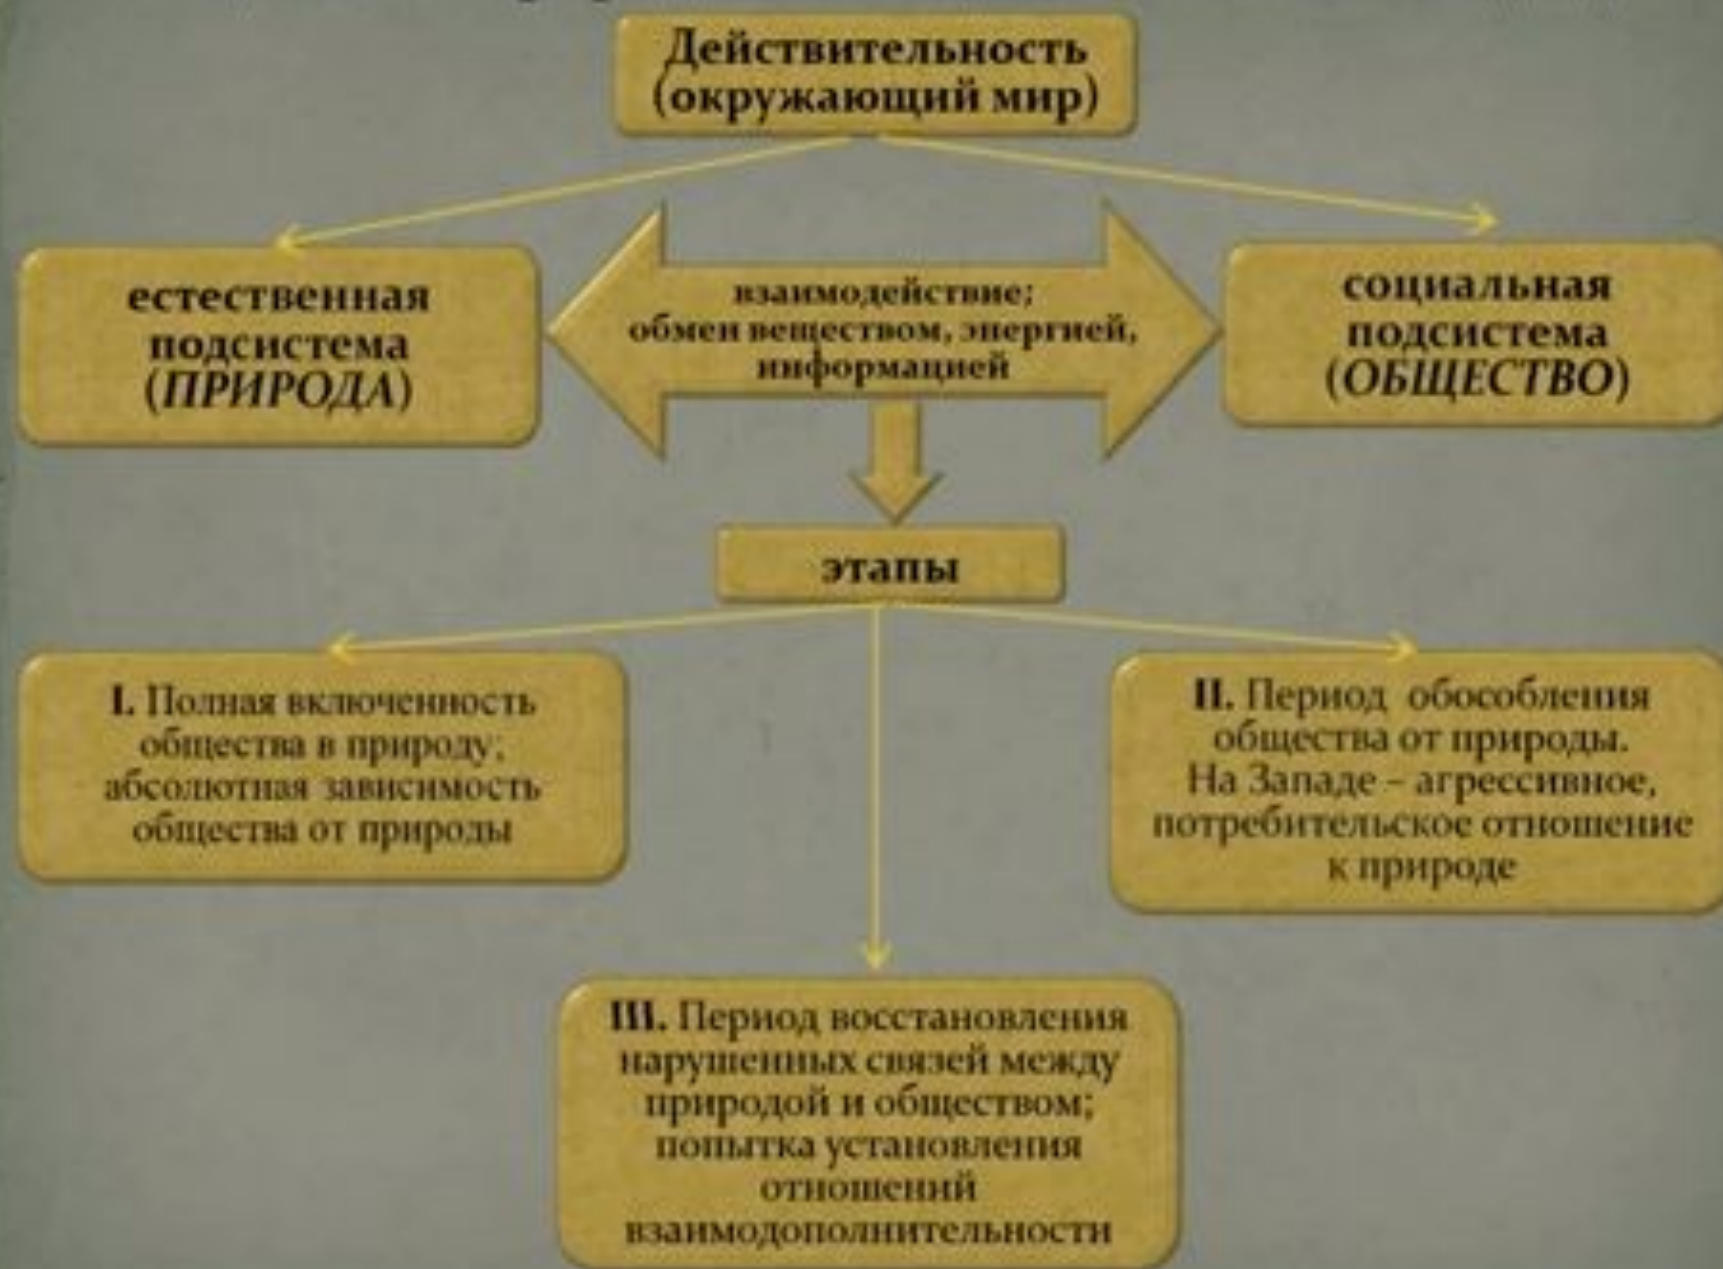 Действительность
(окружающий мир)
естественная
подсистема
(ПРИРОДА)
взаимодействие;
обмен веществом, энергией,
информацией
социальная
подсистема
(ОБЩЕСТВО)
этапы
I. Полная включенность
общества в природу;
абсолютная зависимость
общества от природы
II. Период обособления
общества от природы.
На Западе – агрессивное,
потребительское отношение
к природе
III. Период восстановления
нарушенных связей между
природой и обществом;
попытка установления
отношений
взаимодополнительности